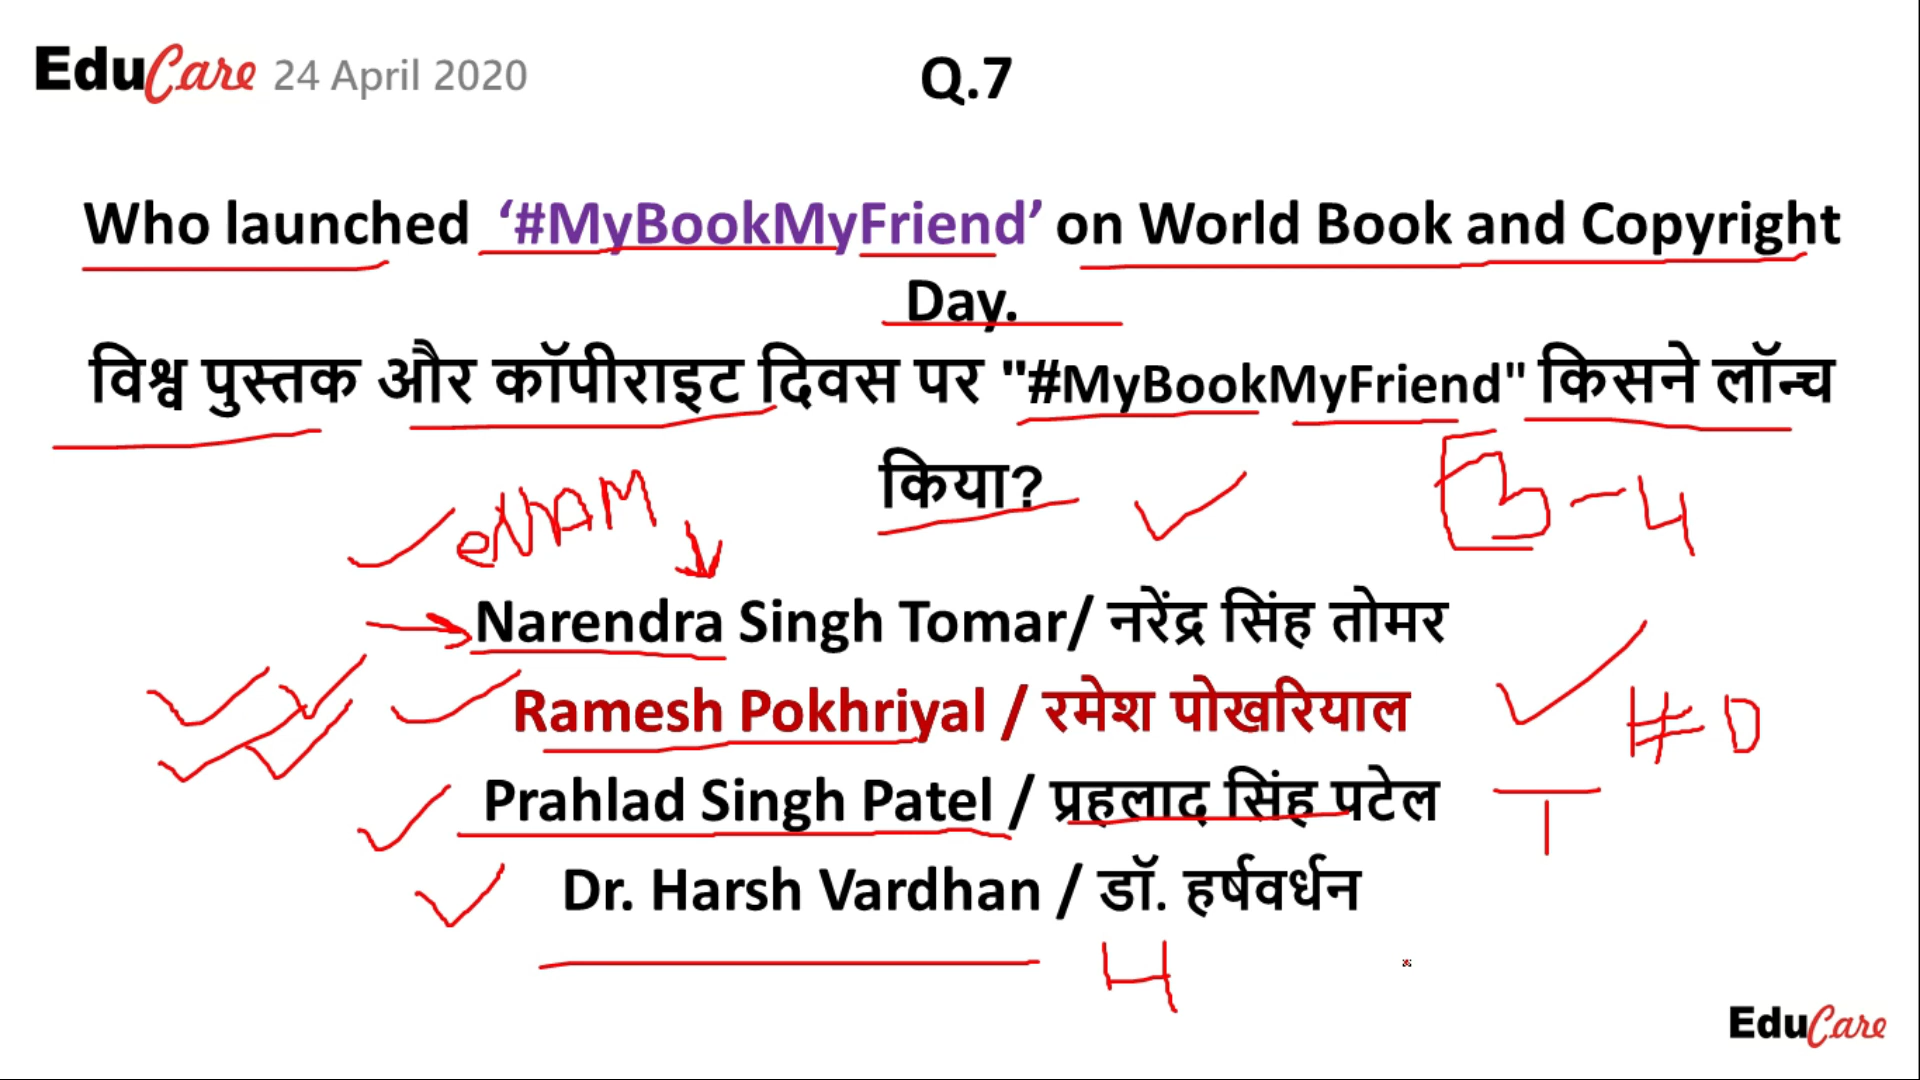 EduCare 24 April 2020
Q.7
Who launched ‘#MyBookMyFriend’ on World Book and Copyright
Day.
विश्व पुस्तक और कॉपीराइट दिवस पर "#MyBookMyFriend" किसने लॉन्च
किया?
eNAM
Narendra Singh Tomar/ नरेंद्र सिंह तोमर
Ramesh Pokhriyal / रमेश पोखरियाल
#D
Prahlad Singh Patel / प्रहलाद सिंह पटेल
T
Dr. Harsh Vardhan / डॉ. हर्षवर्धन
H
EduCare